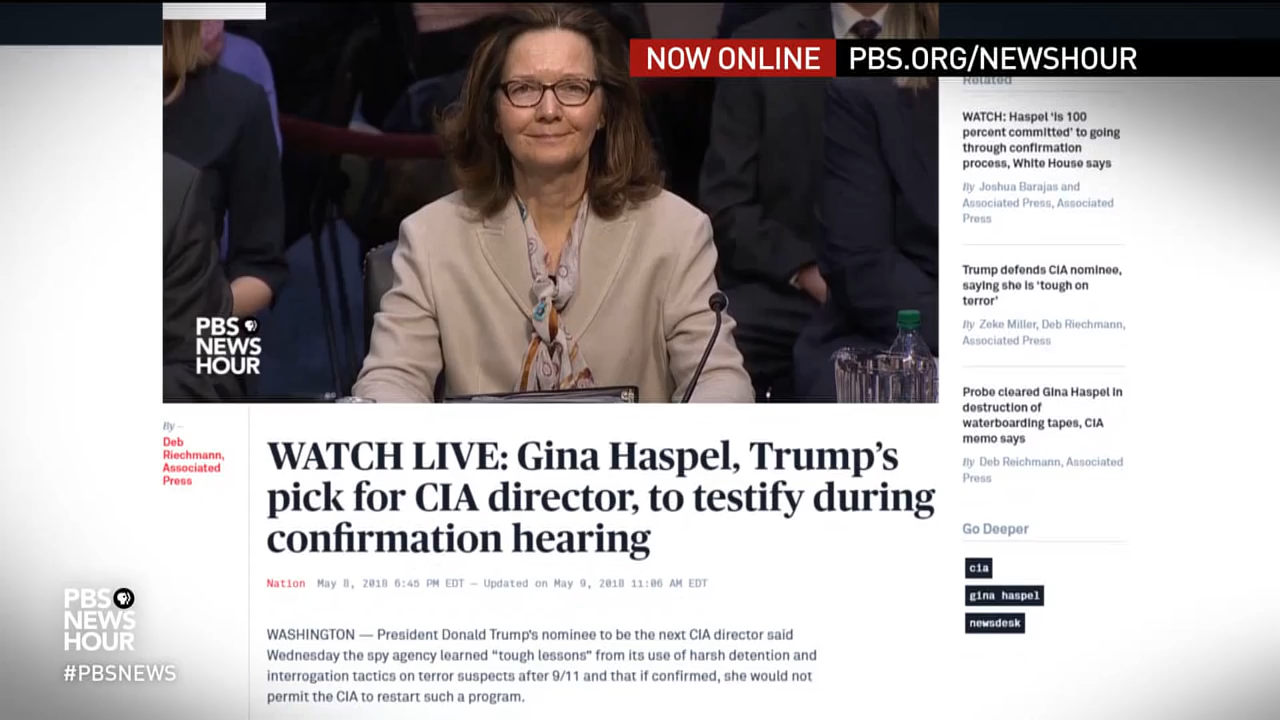 NOW ONLINE PBS.ORG/NEWSHOUR
PBS
NEWS
HOUR
By –
Deb
Riechmann,
Associated
Press
WATCH LIVE: Gina Haspel, Trump's
pick for CIA director, to testify during
confirmation hearing
Nation May 8, 2018 6:45 PM EDT — Updated on May 9, 2018 11:06 AM EDT
WASHINGTON — President Donald Trump's nominee to be the next CIA director said
Wednesday the spy agency learned “tough lessons” from its use of harsh detention and
interrogation tactics on terror suspects after 9/11 and that if confirmed, she would not
permit the CIA to restart such a program.
Related
WATCH: Haspel ‘is 100
percent committed’ to going
through confirmation
process, White House says
By Joshua Barajas and
Associated Press, Associated
Press
Trump defends CIA nominee,
saying she is ‘tough on
terror’
By Zeke Miller, Deb Riechmann,
Associated Press
Probe cleared Gina Haspel in
destruction of
waterboarding tapes, CIA
memo says
By Deb Reichmann, Associated
Press
Go Deeper
cia
gina haspel
newsdesk
PBS
NEWS
HOUR
#PBSNEWS